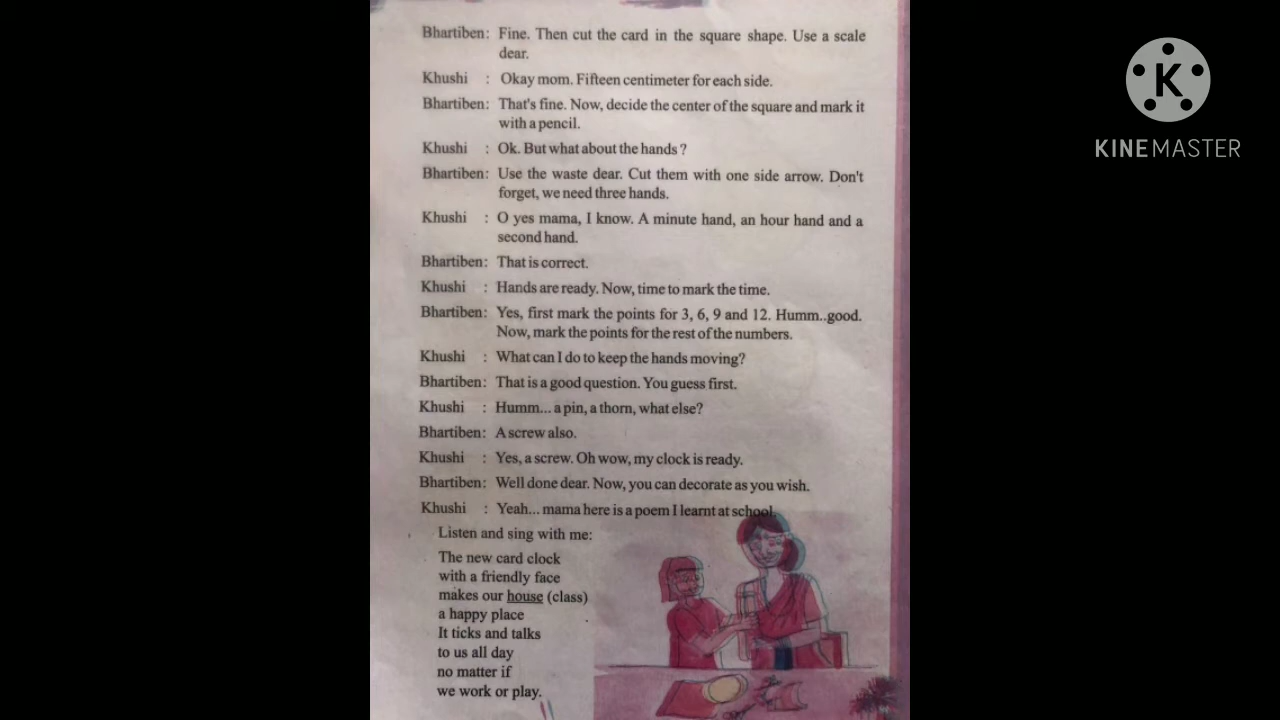 Bhartiben: Fine. Then cut the card in the square shape. Use a scale
dear.
Khushi : Okay mom. Fifteen centimeter for each side.
Bhartiben: That's fine. Now, decide the center of the square and mark it
with a pencil.
Khushi : Ok. But what about the hands ?
Bhartiben: Use the waste dear. Cut them with one side arrow. Don't
forget, we need three hands.
Khushi : O yes mama, I know. A minute hand, an hour hand and a
second hand.
Bhartiben: That is correct.
Khushi : Hands are ready. Now, time to mark the time.
Bhartiben: Yes, first mark the points for 3, 6, 9 and 12. Humm..good.
Now, mark the points for the rest of the numbers.
Khushi : What can I do to keep the hands moving?
Bhartiben: That is a good question. You guess first.
Khushi : Humm... a pin, a thorn, what else?
Bhartiben: A screw also.
Khushi : Yes, a screw. Oh wow, my clock is ready.
Bhartiben: Well done dear. Now, you can decorate as you wish.
Khushi : Yeah... mama here is a poem I learnt at school.
Listen and sing with me:
The new card clock
with a friendly face
makes our house (class)
a happy place
It ticks and talks
to us all day
no matter if
we work or play.
K
KINEMASTER